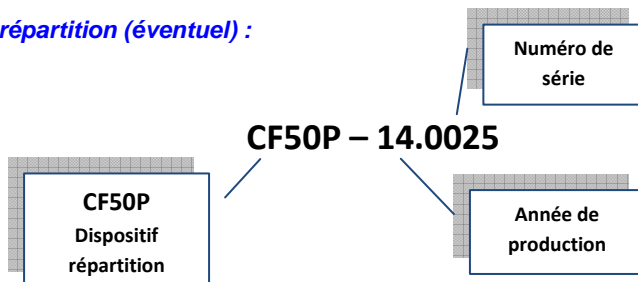 répartition (éventuel) :
Numéro de
série
CF50P – 14.0025
CF50P
Dispositif
répartition
Année de
production